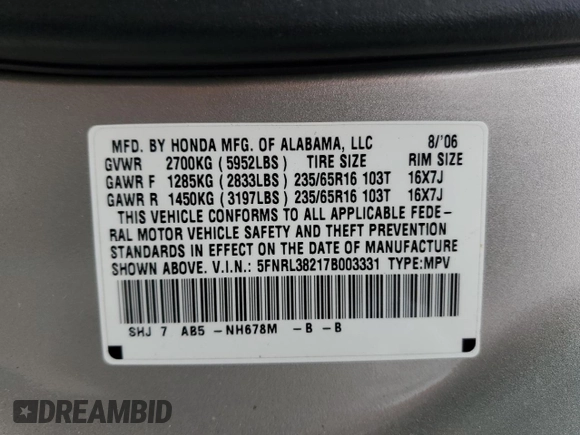 MFD. BY HONDA MFG. OF ALABAMA, LLC 8/'06
GVWR 2700KG (5952LBS) TIRE SIZE RIM SIZE
GAWR F 1285KG (2833LBS) 235/65R16 103T 16X7J
GAWR R 1450KG (3197LBS) 235/65R16 103T 16X7J
THIS VEHICLE CONFORMS TO ALL APPLICABLE FEDE-
RAL MOTOR VEHICLE SAFETY AND THEFT PREVENTION
STANDARDS IN EFFECT ON THE DATE OF MANUFACTURE
SHOWN ABOVE. V.I.N.: 5FNRL38217B003331 TYPE:MPV
SHJ 7 AB5 -NH678M -B -B
DREAMBID